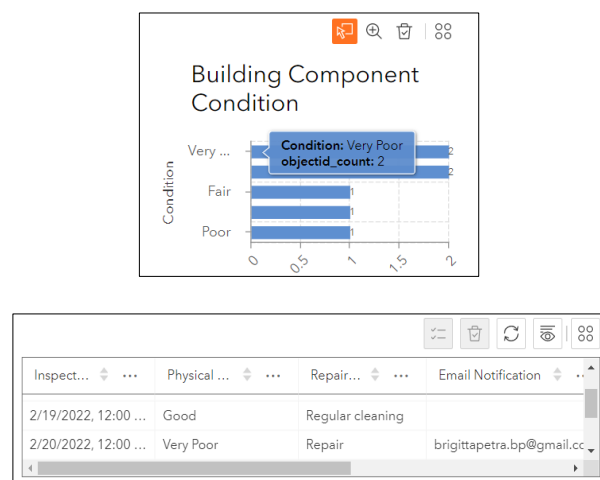 Building Component
Condition
Condition
Very ...
Condition: Very Poor
objectid_count: 2
2
2
Fair
1
1
Poor
1
0
0.5
1
1.5
2
Inspect... Physical ... Repair... Email Notification
2/19/2022, 12:00 ... Good Regular cleaning
2/20/2022, 12:00 ... Very Poor Repair brigittapetra.bp@gmail.cc